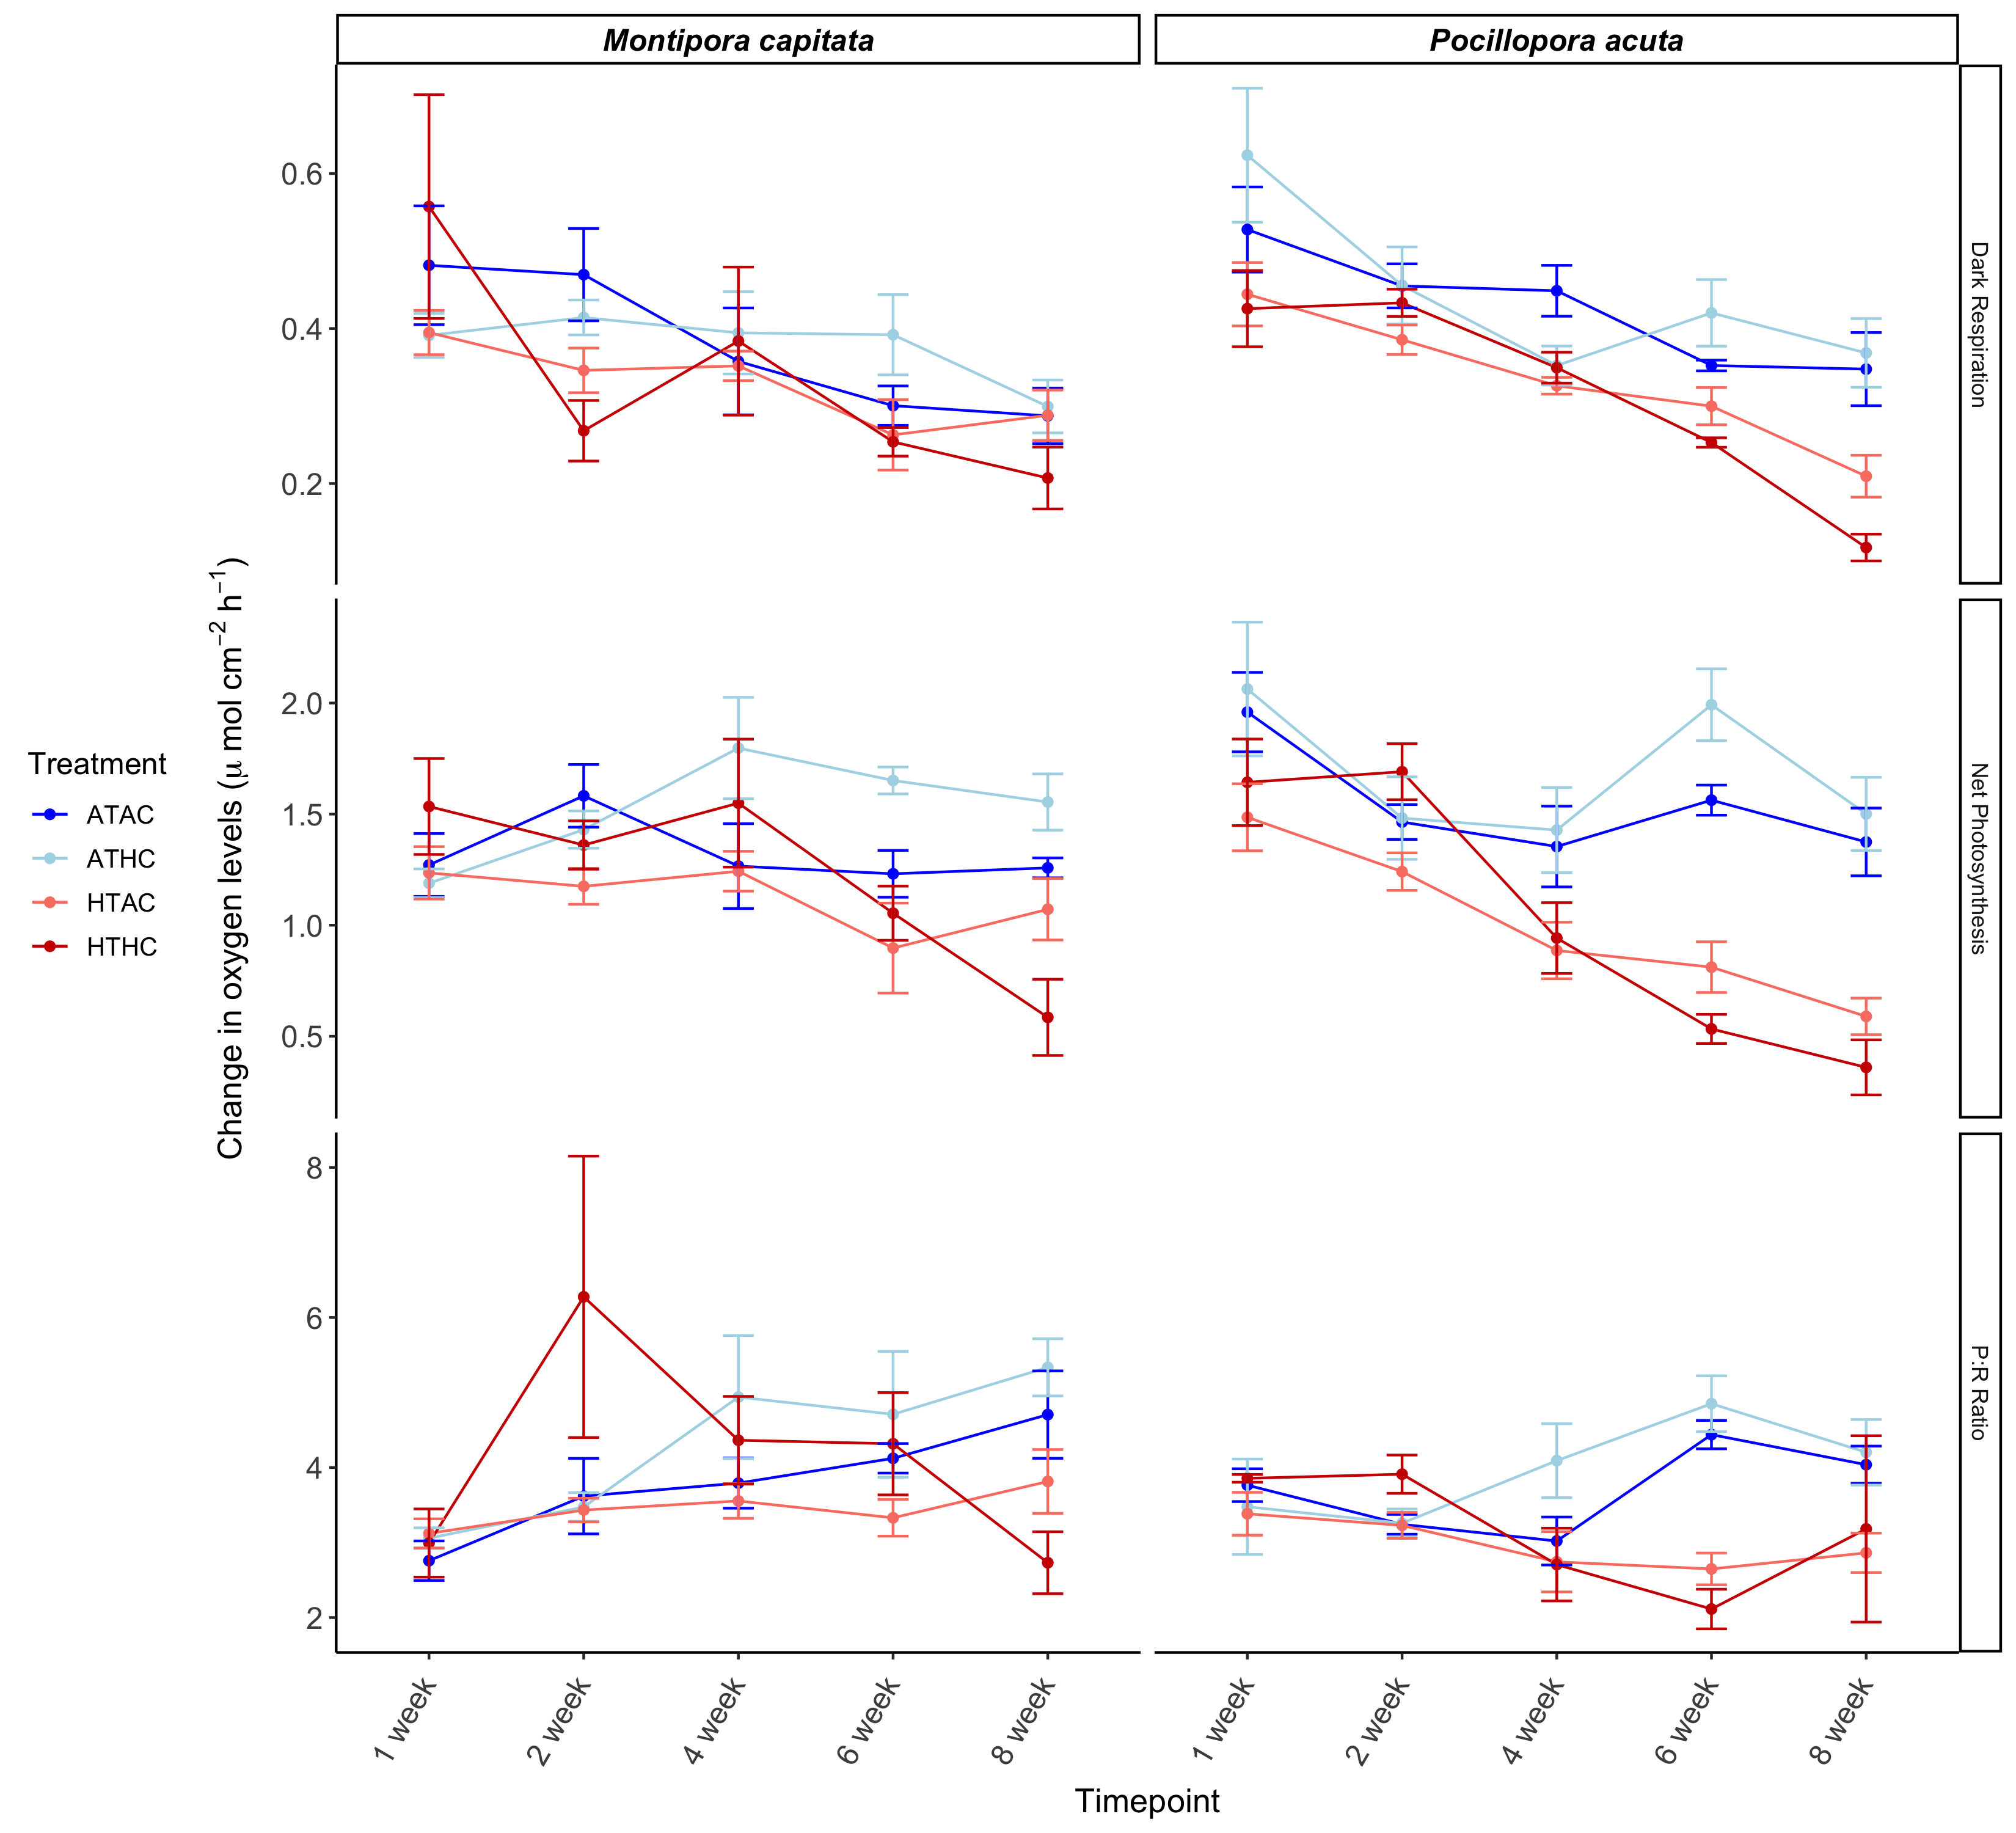 Montipora capitata
Pocillopora acuta
0.6
0.4
0.2
Dark Respiration
2.0
1.5
1.0
0.5
Net Photosynthesis
8
6
4
2
P:R Ratio
Change in oxygen levels (μ mol cm⁻² h⁻¹)
Treatment
ATAC
ATHC
HTAC
HTHC
1 week
2 week
4 week
6 week
8 week
1 week
2 week
4 week
6 week
8 week
Timepoint